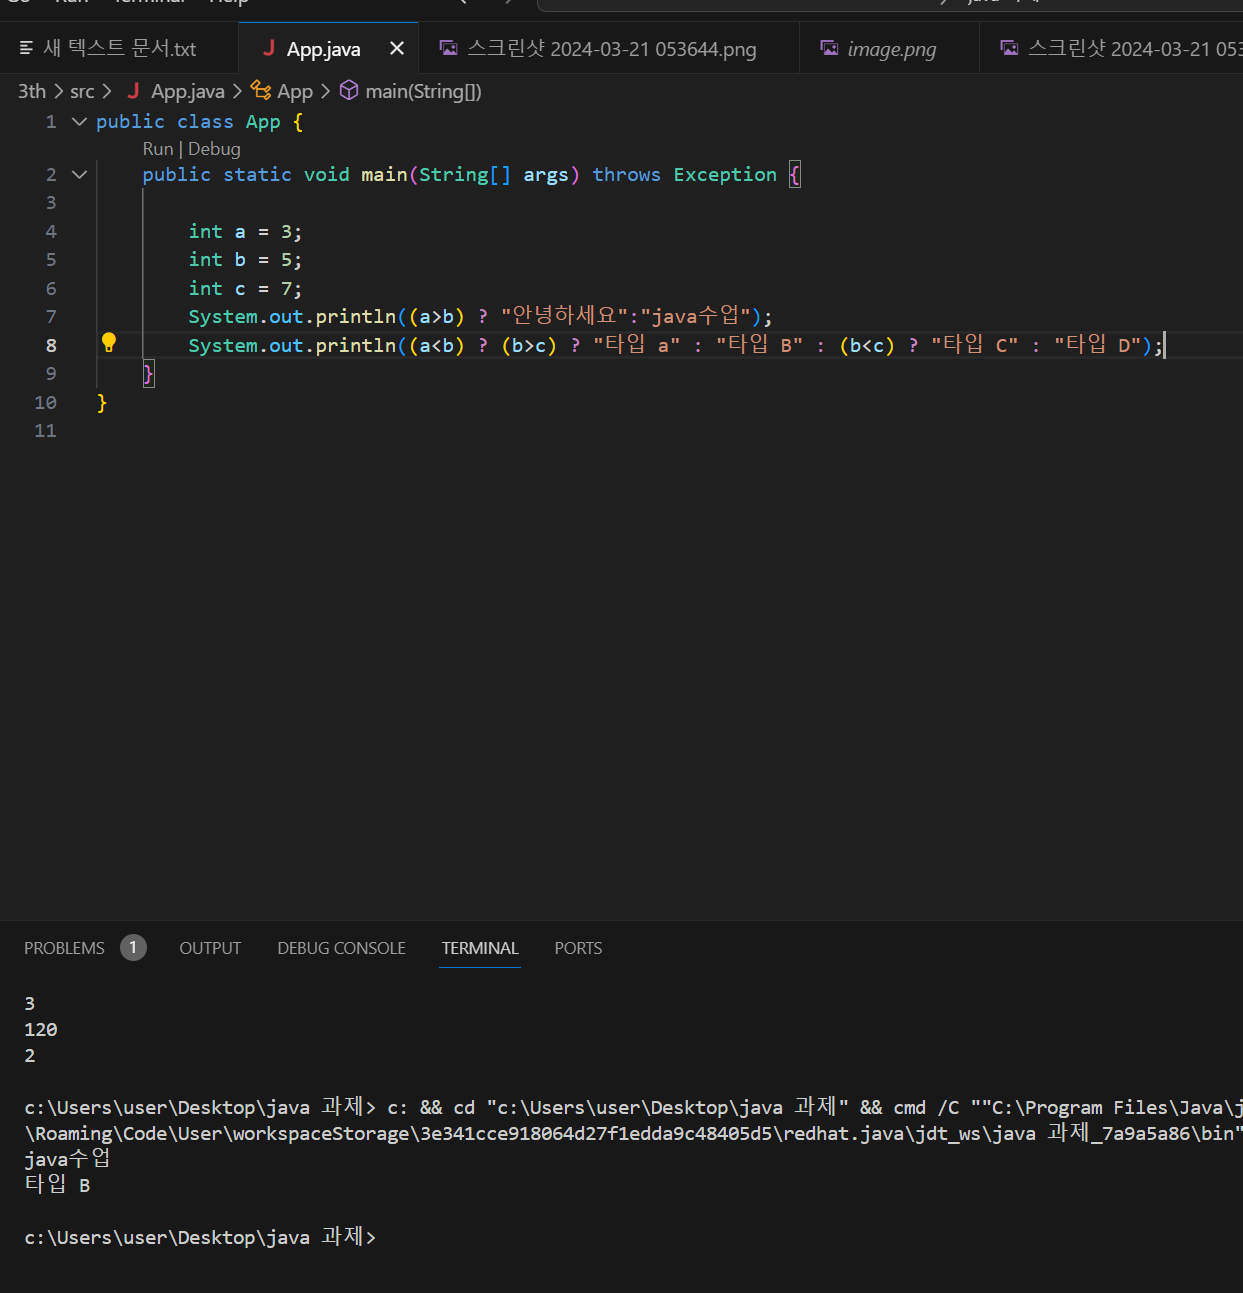 새 텍스트 문서.txt App.java 스크린샷 2024-03-21 053644.png image.png 스크린샷 2024-03-21 053
3th > src > App.java > App > main(String[])
1 public class App {
Run | Debug
2 public static void main(String[] args) throws Exception {
3
4 int a = 3;
5 int b = 5;
6 int c = 7;
7 System.out.println((a>b) ? "안녕하세요":"java수업");
8 System.out.println((a<b) ? (b>c) ? "타입 a" : "타입 B" : (b<c) ? "타입 C" : "타입 D");
9 }
10 }
11
PROBLEMS 1 OUTPUT DEBUG CONSOLE TERMINAL PORTS
3
120
2
c:\Users\user\Desktop\java 과제> c: && cd "c:\Users\user\Desktop\java 과제" && cmd /C ""C:\Program Files\Java\j
\Roaming\Code\User\workspaceStorage\3e341cce918064d27f1edda9c48405d5\redhat.java\jdt_ws\java 과제_7a9a5a86\bin"
java수업
타입 B
c:\Users\user\Desktop\java 과제>